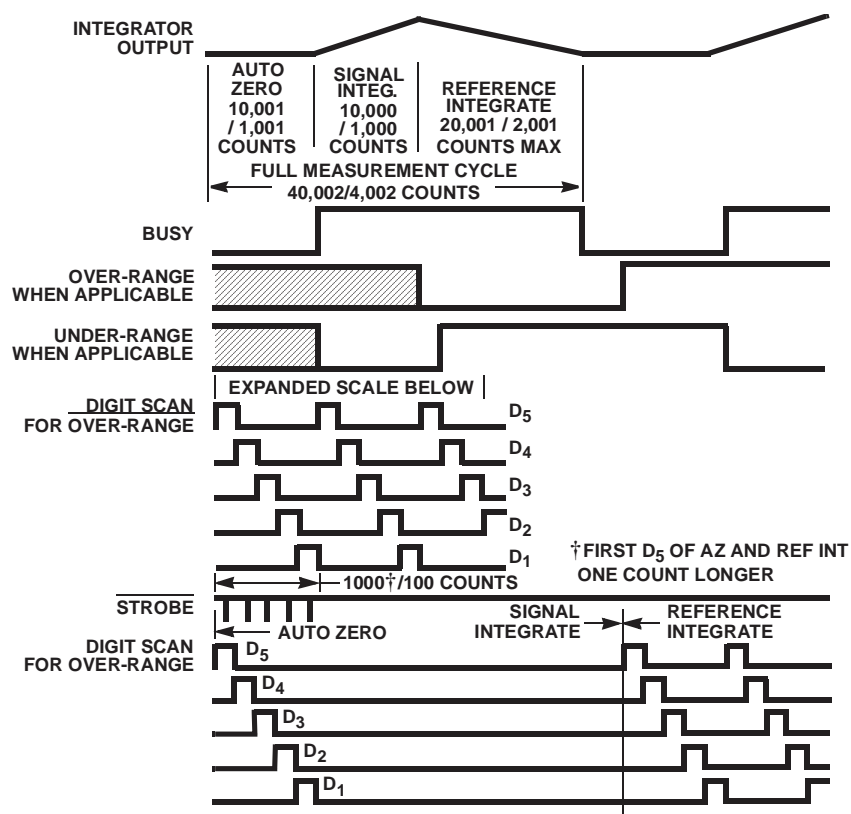 INTEGRATOR
OUTPUT
AUTO
ZERO
10,001
/ 1,001
COUNTS
SIGNAL
INTEG.
10,000
/ 1,000
COUNTS
REFERENCE
INTEGRATE
20,001 / 2,001
COUNTS MAX
FULL MEASUREMENT CYCLE
40,002/4,002 COUNTS
BUSY
OVER-RANGE
WHEN APPLICABLE
UNDER-RANGE
WHEN APPLICABLE
EXPANDED SCALE BELOW
DIGIT SCAN
FOR OVER-RANGE
D5
D4
D3
D2
D1
†FIRST D5 OF AZ AND REF INT
ONE COUNT LONGER
1000†/100 COUNTS
STROBE
AUTO ZERO
SIGNAL
INTEGRATE
REFERENCE
INTEGRATE
DIGIT SCAN
FOR OVER-RANGE
D5
D4
D3
D2
D1